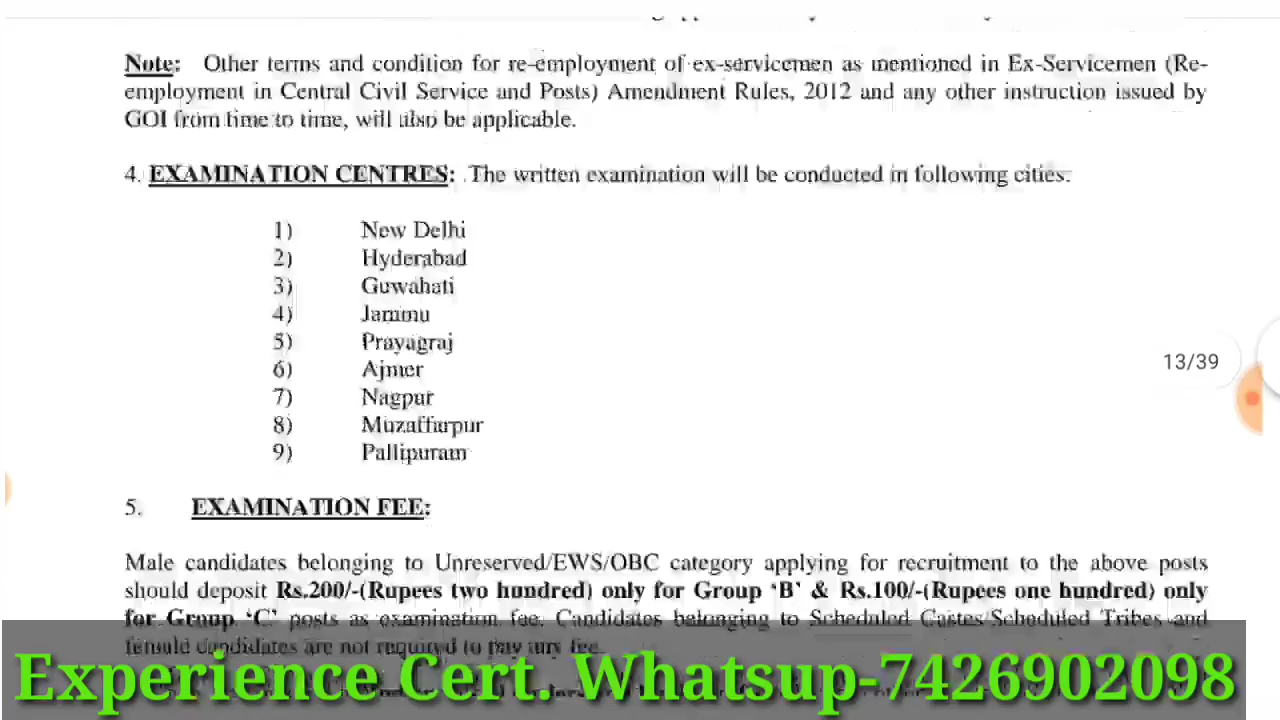 Note: Other terms and condition for re-employment of ex-servicemen as mentioned in Ex-Servicemen (Re-
employment in Central Civil Service and Posts) Amendment Rules, 2012 and any other instruction issued by
GOI from time to time, will also be applicable.
4. EXAMINATION CENTRES: The written examination will be conducted in following cities.
1) New Delhi
2) Hyderabad
3) Guwahati
4) Jammu
5) Prayagraj
6) Ajmer
7) Nagpur
8) Muzaffarpur
9) Pallipuram
13/39
5. EXAMINATION FEE:
Male candidates belonging to Unreserved/EWS/OBC category applying for recruitment to the above posts
should deposit Rs.200/-(Rupees two hundred) only for Group ‘B’ & Rs.100/-(Rupees one hundred) only
for Group ‘C’ posts as examination fee. Candidates belonging to Scheduled Castes/Scheduled Tribes and
female candidates are not required to pay any fee.
Experience Cert. Whatsup-7426902098